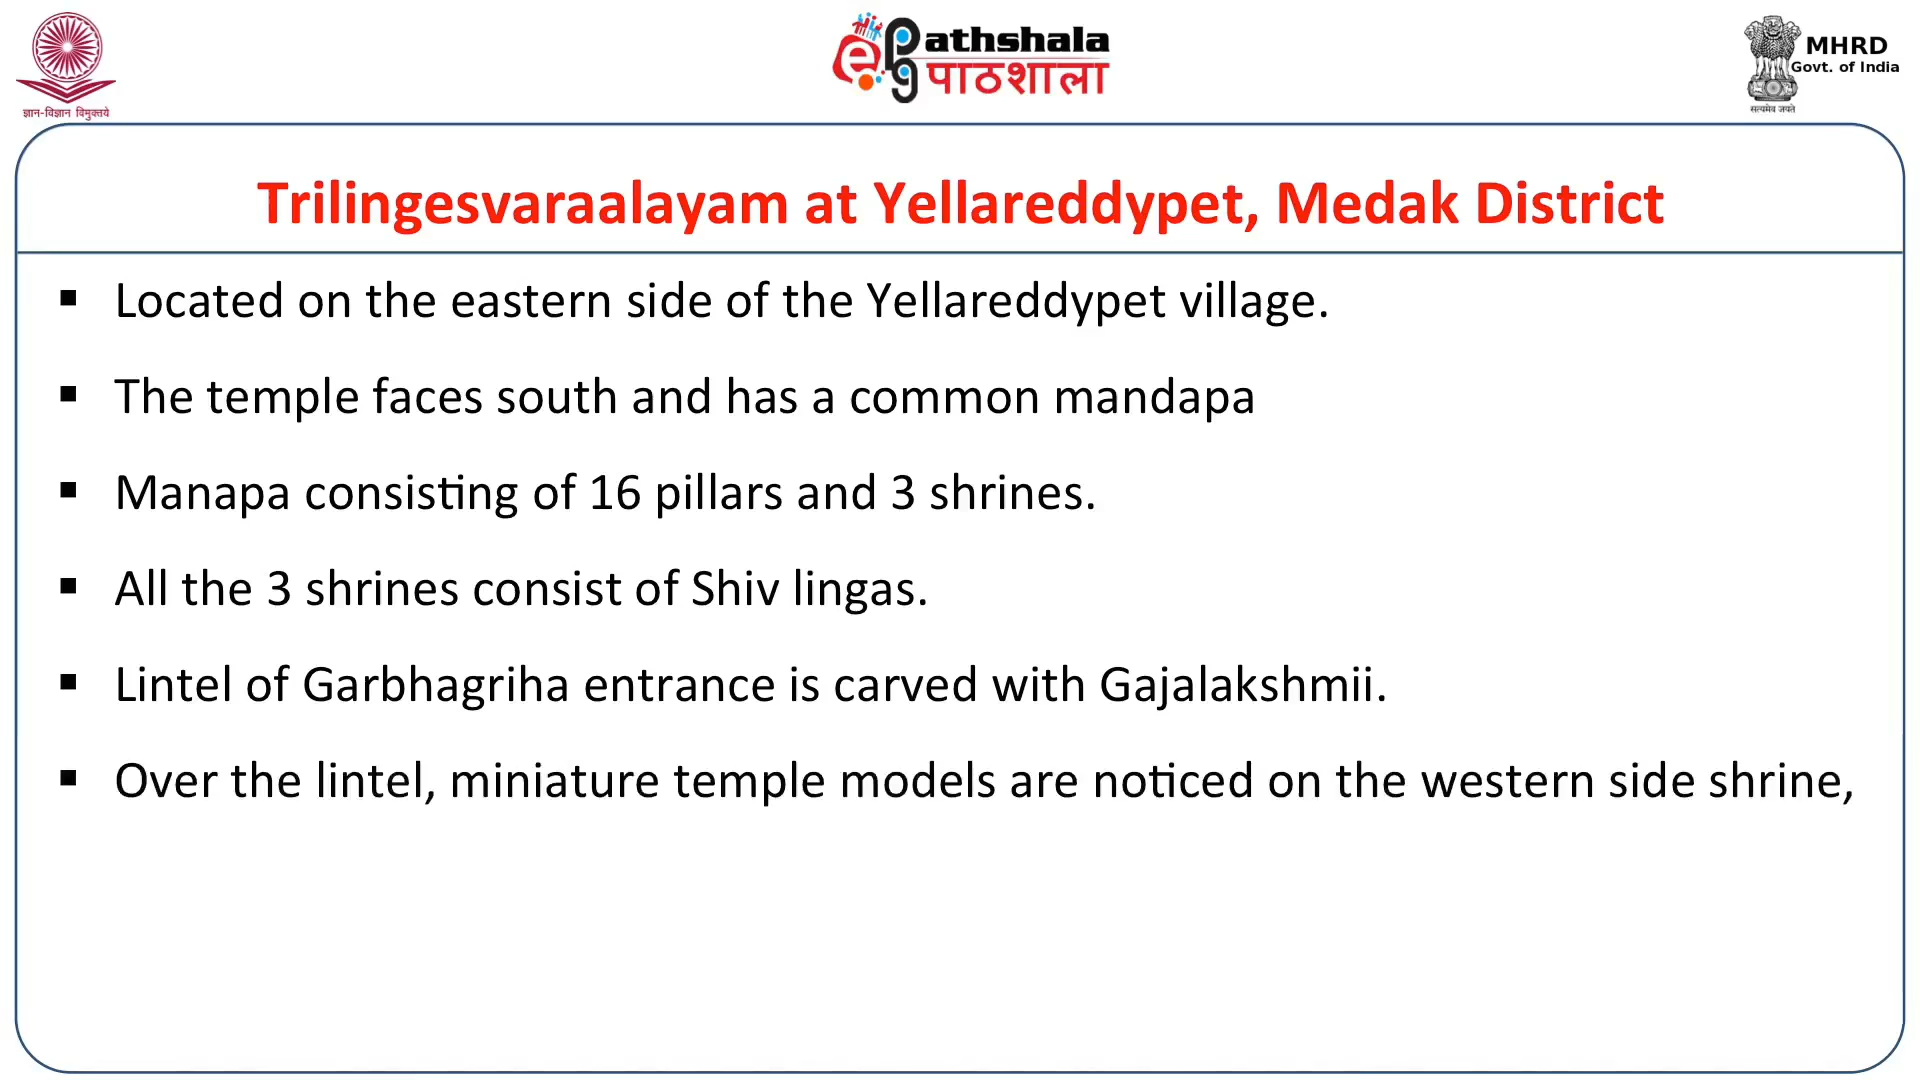 ज्ञान-विज्ञान विमुक्तये
e Pathshala
pg पाठशाला
MHRD
Govt. of India
सत्यमेव जयते
Trilingesvaraalayam at Yellareddypet, Medak District
▪ Located on the eastern side of the Yellareddypet village.
▪ The temple faces south and has a common mandapa
▪ Manapa consisting of 16 pillars and 3 shrines.
▪ All the 3 shrines consist of Shiv lingas.
▪ Lintel of Garbhagriha entrance is carved with Gajalakshmii.
▪ Over the lintel, miniature temple models are noticed on the western side shrine,